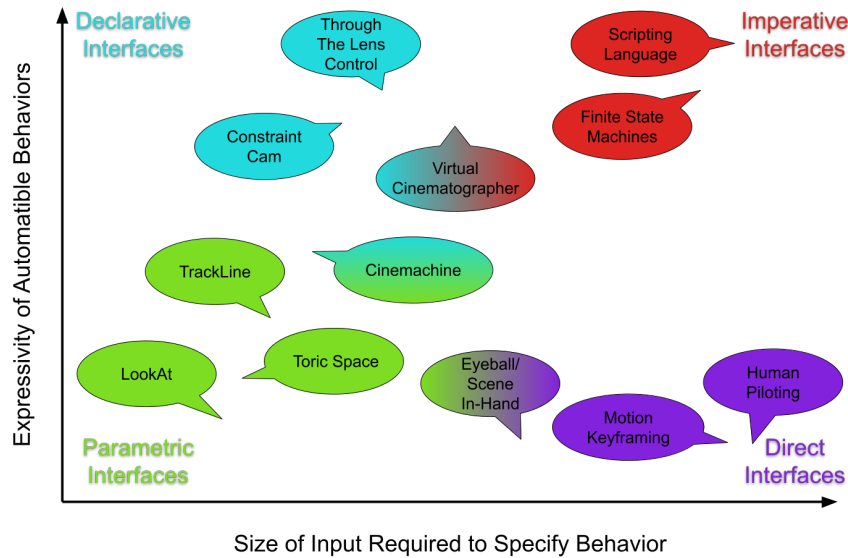 Declarative
Interfaces
Through
The Lens
Control
Scripting
Language
Imperative
Interfaces
Constraint
Cam
Finite State
Machines
Virtual
Cinematographer
TrackLine
Cinemachine
LookAt
Toric Space
Eyeball/
Scene
In-Hand
Human
Piloting
Motion
Keyframing
Parametric
Interfaces
Direct
Interfaces
Expressivity of Automatible Behaviors
Size of Input Required to Specify Behavior